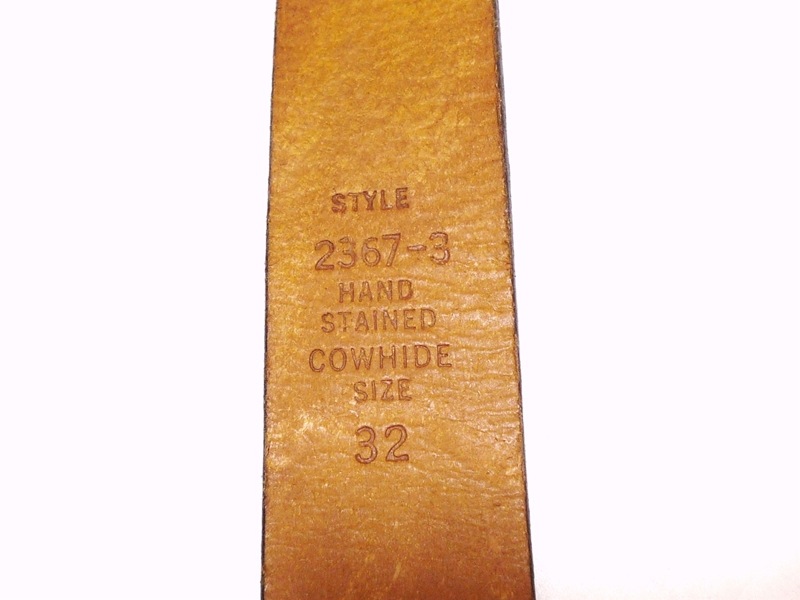 STYLE
2367-3
HAND
STAINED
COWHIDE
SIZE
32